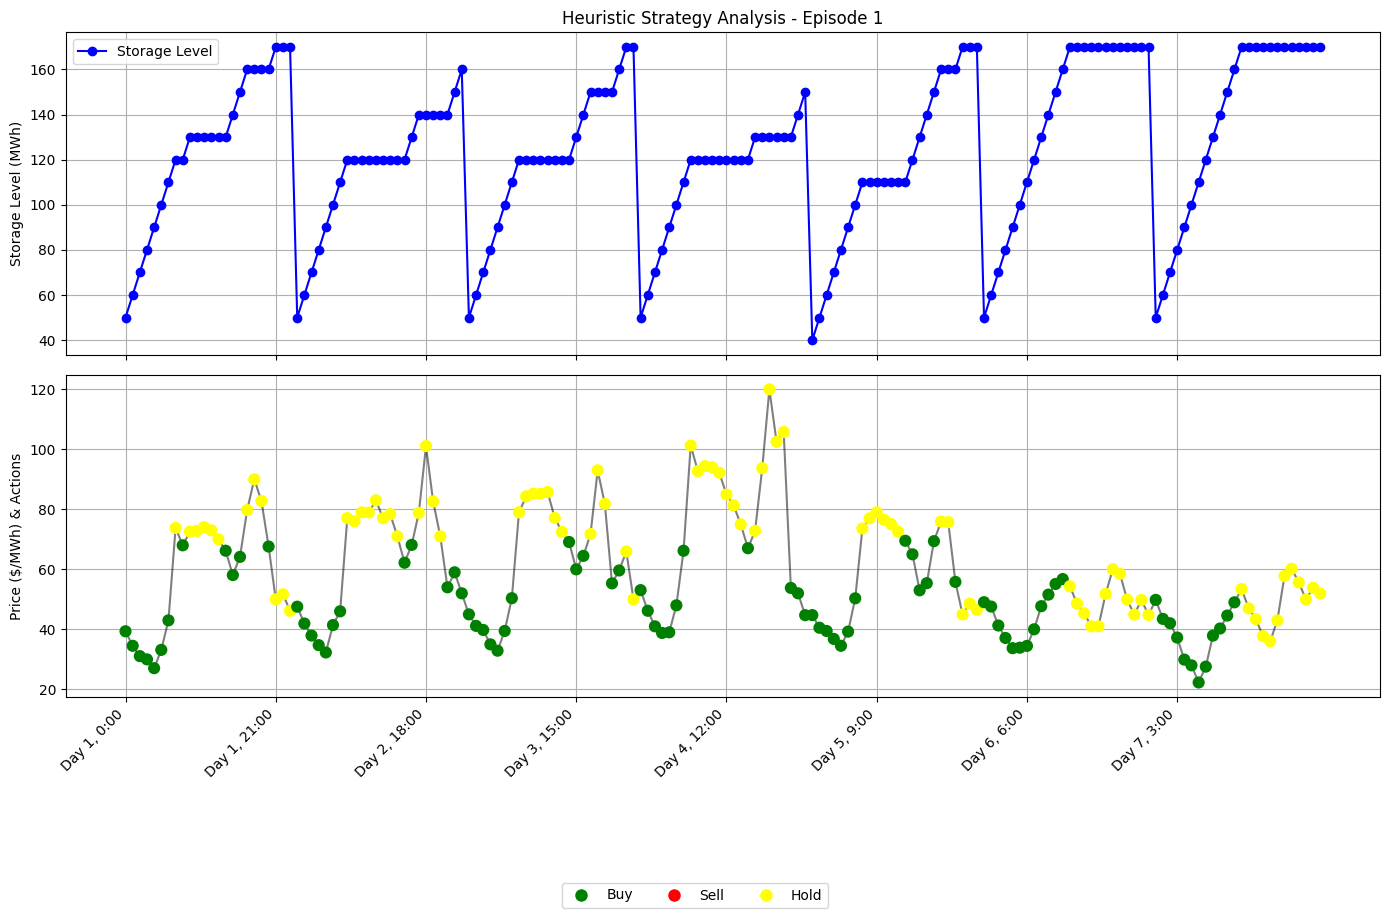 Heuristic Strategy Analysis - Episode 1
Storage Level
Storage Level (MWh)
160
140
120
100
80
60
40
Price ($/MWh) & Actions
120
100
80
60
40
20
Day 1, 0:00
Day 1, 21:00
Day 2, 18:00
Day 3, 15:00
Day 4, 12:00
Day 5, 9:00
Day 6, 6:00
Day 7, 3:00
Buy Sell Hold